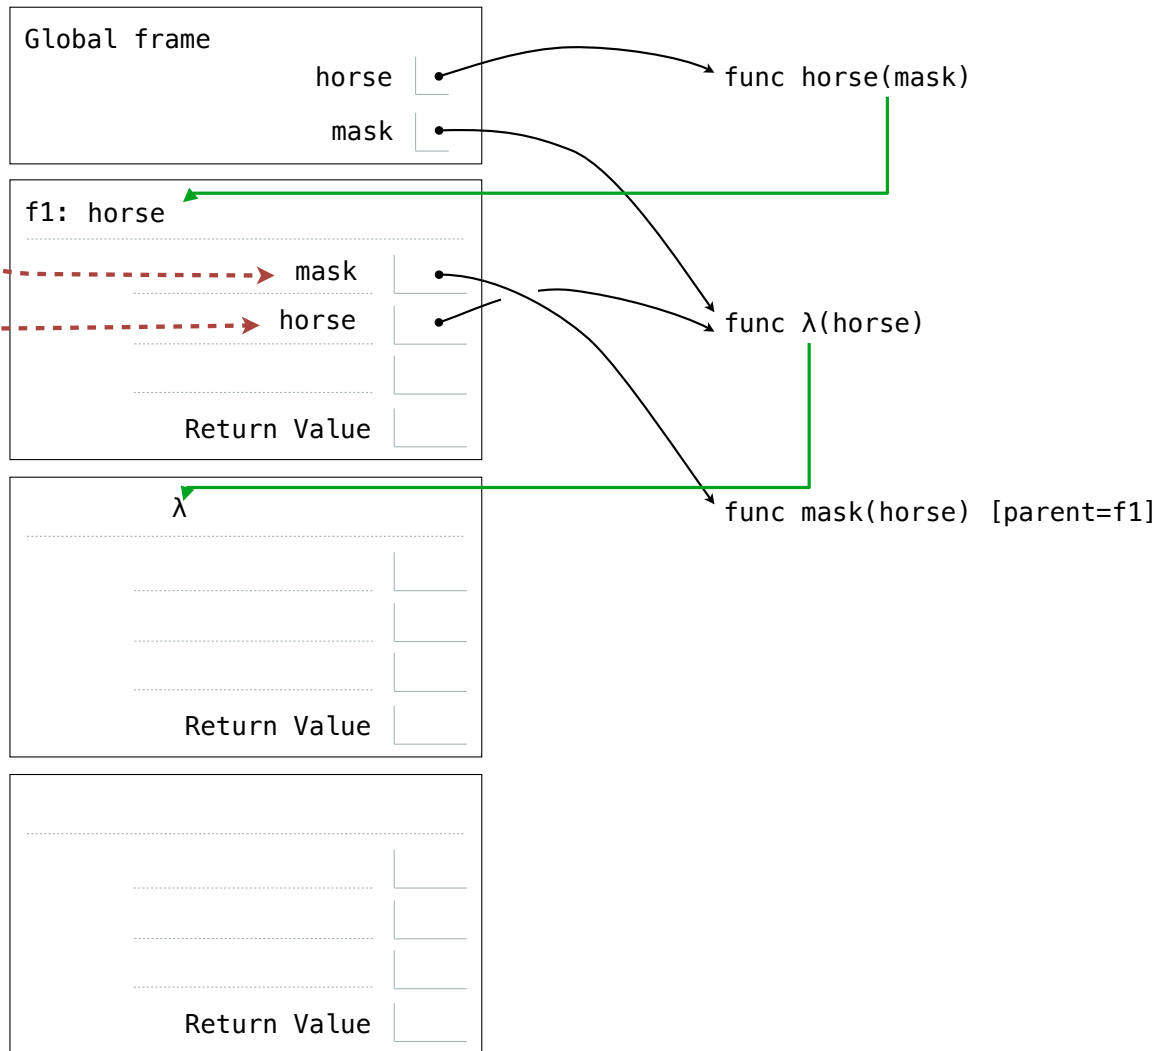 Global frame
horse
func horse(mask)
mask
f1: horse
mask
horse
func λ(horse)
Return Value
λ
func mask(horse) [parent=f1]
Return Value
Return Value